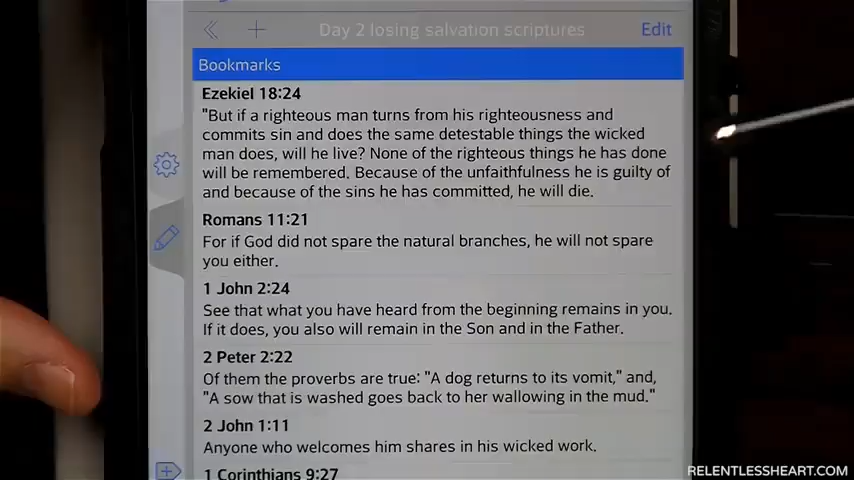 Day 2 losing salvation scriptures Edit
Bookmarks
Ezekiel 18:24
"But if a righteous man turns from his righteousness and
commits sin and does the same detestable things the wicked
man does, will he live? None of the righteous things he has done
will be remembered. Because of the unfaithfulness he is guilty of
and because of the sins he has committed, he will die.
Romans 11:21
For if God did not spare the natural branches, he will not spare
you either.
1 John 2:24
See that what you have heard from the beginning remains in you.
If it does, you also will remain in the Son and in the Father.
2 Peter 2:22
Of them the proverbs are true: "A dog returns to its vomit," and,
"A sow that is washed goes back to her wallowing in the mud."
2 John 1:11
Anyone who welcomes him shares in his wicked work.
1 Corinthians 9:27
RELENTLESSHEART.COM